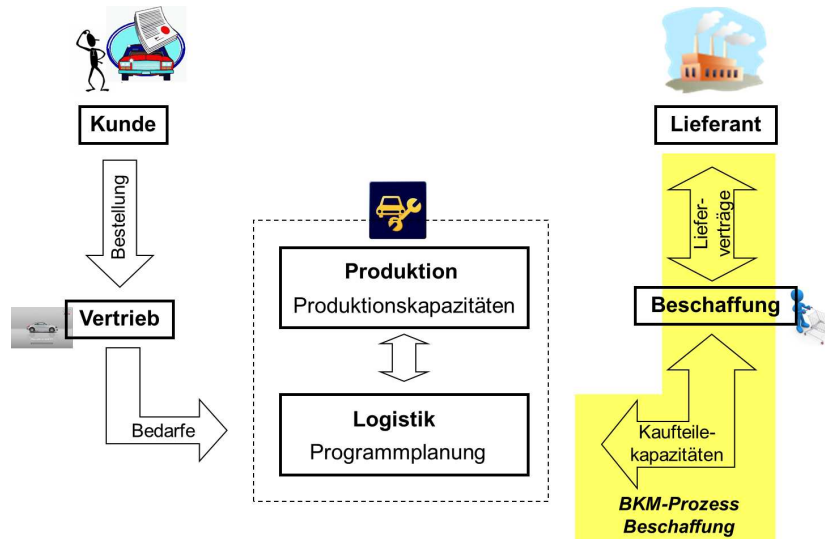 Kunde
Lieferant
Bestellung
Liefer-
verträge
Produktion
Produktionskapazitäten
Vertrieb
Beschaffung
Bedarfe
Logistik
Programmplanung
Kaufteile-
kapazitäten
BKM-Prozess
Beschaffung